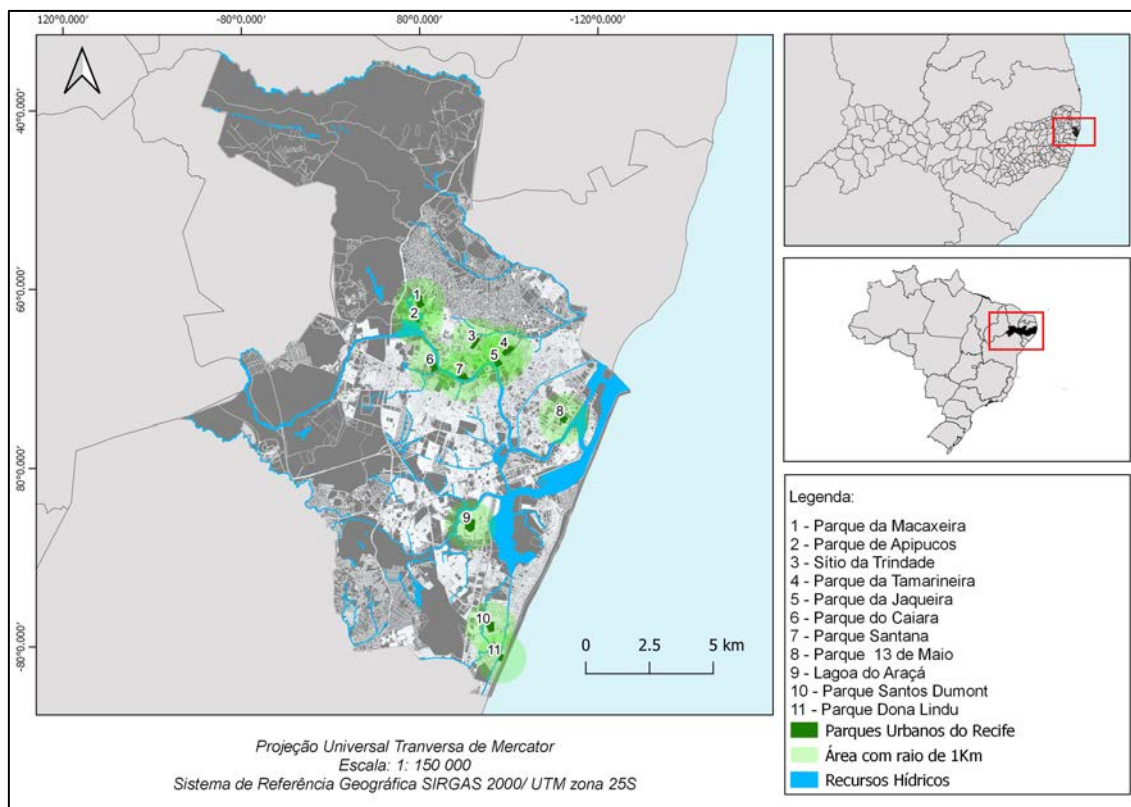 120°0.000' -80°0.000' 80°0.000' -120°0.000'
40°0.000'
60°0.000'
80°0.000'
-80°0.000'
1
2
3
4
5
6
7
8
9
10
11
0 2.5 5 km
Projeção Universal Tranversa de Mercator
Escala: 1: 150 000
Sistema de Referência Geográfica SIRGAS 2000/ UTM zona 25S
Legenda:
1 - Parque da Macaxeira
2 - Parque de Apipucos
3 - Sítio da Trindade
4 - Parque da Tamarineira
5 - Parque da Jaqueira
6 - Parque do Caiara
7 - Parque Santana
8 - Parque 13 de Maio
9 - Lagoa do Araçá
10 - Parque Santos Dumont
11 - Parque Dona Lindu
Parques Urbanos do Recife
Área com raio de 1Km
Recursos Hídricos